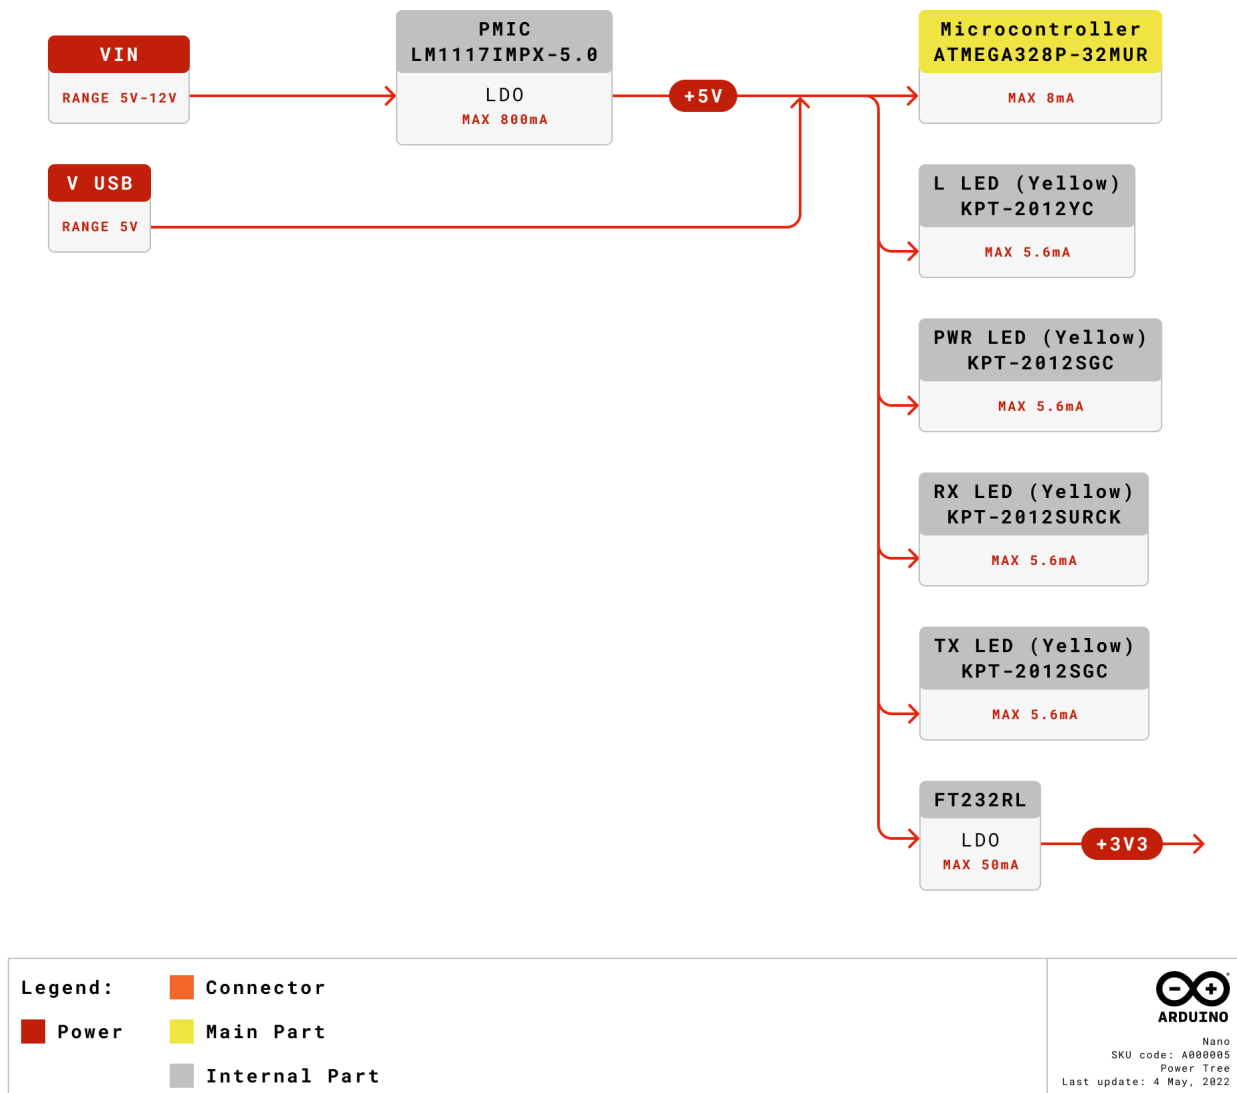 VIN
RANGE 5V-12V
PMIC
LM1117IMPX-5.0
LDO
MAX 800mA
+5V
Microcontroller
ATMEGA328P-32MUR
MAX 8mA
V USB
RANGE 5V
L LED (Yellow)
KPT-2012YC
MAX 5.6mA
PWR LED (Yellow)
KPT-2012SGC
MAX 5.6mA
RX LED (Yellow)
KPT-2012SURCK
MAX 5.6mA
TX LED (Yellow)
KPT-2012SGC
MAX 5.6mA
FT232RL
LDO
MAX 50mA
+3V3
Legend:
Power
Connector
Main Part
Internal Part
ARDUINO
Nano
SKU code: A000005
Power Tree
Last update: 4 May, 2022